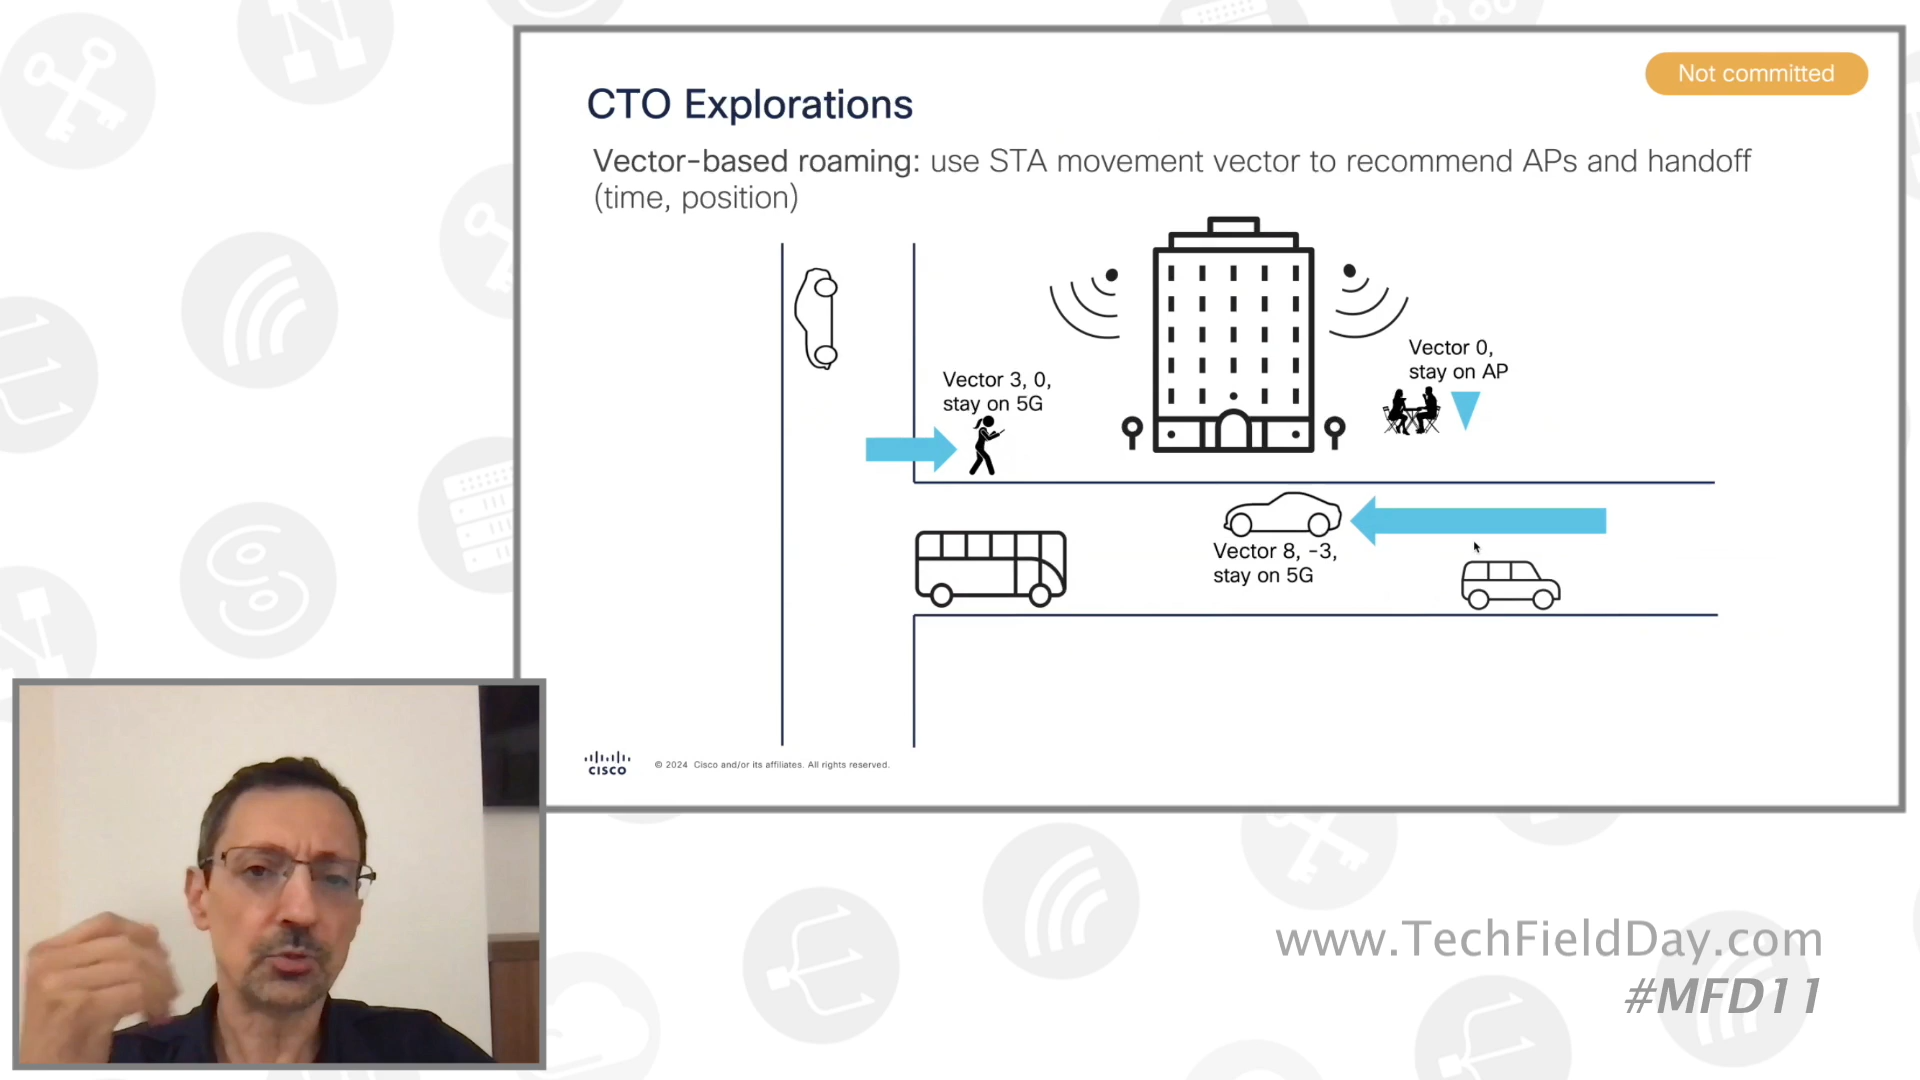 Not committed
CTO Explorations
Vector-based roaming: use STA movement vector to recommend APs and handoff
(time, position)
Vector 0,
stay on AP
Vector 3, 0,
stay on 5G
Vector 8, -3,
stay on 5G
CISCO
© 2024 Cisco and/or its affiliates. All rights reserved.
www.TechFieldDay.com
#MFD11